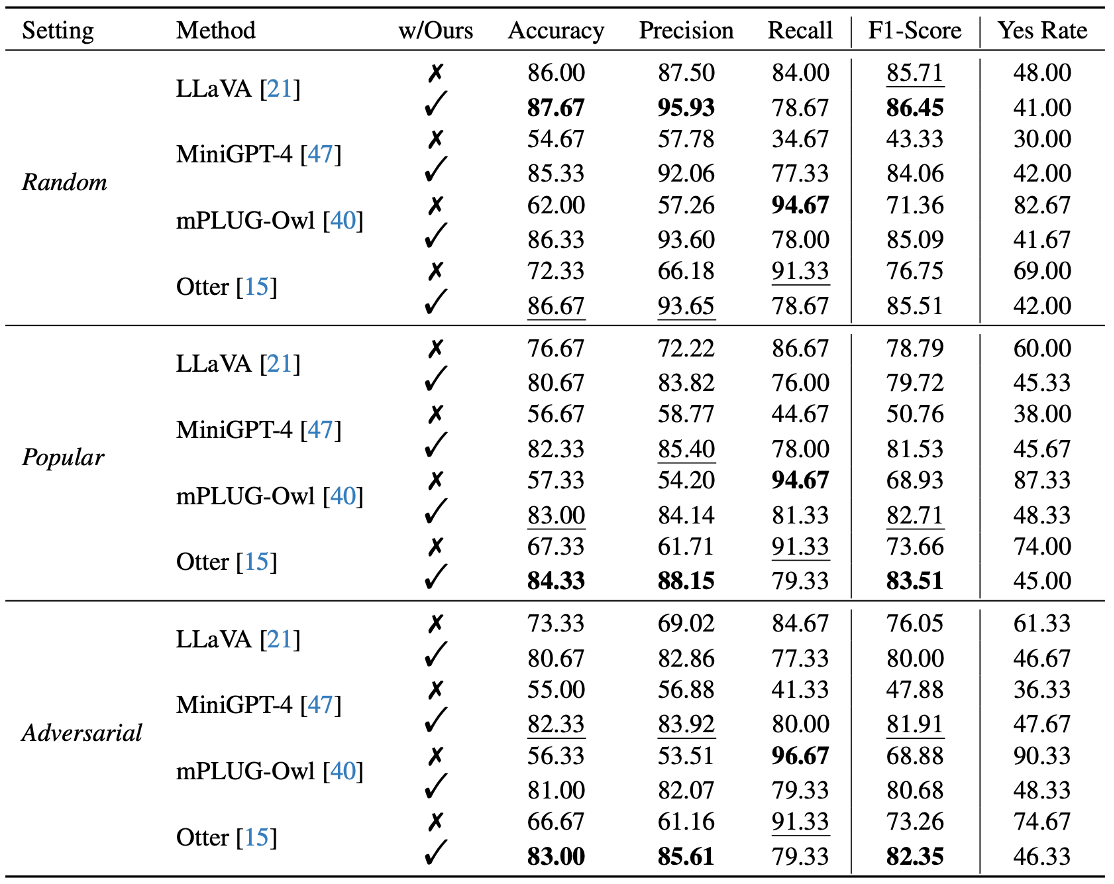 Setting Method w/Ours Accuracy Precision Recall F1-Score Yes Rate
Random
LLaVA [21] ✗ 86.00 87.50 84.00 85.71 48.00
✓ 87.67 95.93 78.67 86.45 41.00
MiniGPT-4 [47] ✗ 54.67 57.78 34.67 43.33 30.00
✓ 85.33 92.06 77.33 84.06 42.00
mPLUG-Owl [40] ✗ 62.00 57.26 94.67 71.36 82.67
✓ 86.33 93.60 78.00 85.09 41.67
Otter [15] ✗ 72.33 66.18 91.33 76.75 69.00
✓ 86.67 93.65 78.67 85.51 42.00
Popular
LLaVA [21] ✗ 76.67 72.22 86.67 78.79 60.00
✓ 80.67 83.82 76.00 79.72 45.33
MiniGPT-4 [47] ✗ 56.67 58.77 44.67 50.76 38.00
✓ 82.33 85.40 78.00 81.53 45.67
mPLUG-Owl [40] ✗ 57.33 54.20 94.67 68.93 87.33
✓ 83.00 84.14 81.33 82.71 48.33
Otter [15] ✗ 67.33 61.71 91.33 73.66 74.00
✓ 84.33 88.15 79.33 83.51 45.00
Adversarial
LLaVA [21] ✗ 73.33 69.02 84.67 76.05 61.33
✓ 80.67 82.86 77.33 80.00 46.67
MiniGPT-4 [47] ✗ 55.00 56.88 41.33 47.88 36.33
✓ 82.33 83.92 80.00 81.91 47.67
mPLUG-Owl [40] ✗ 56.33 53.51 96.67 68.88 90.33
✓ 81.00 82.07 79.33 80.68 48.33
Otter [15] ✗ 66.67 61.16 91.33 73.26 74.67
✓ 83.00 85.61 79.33 82.35 46.33